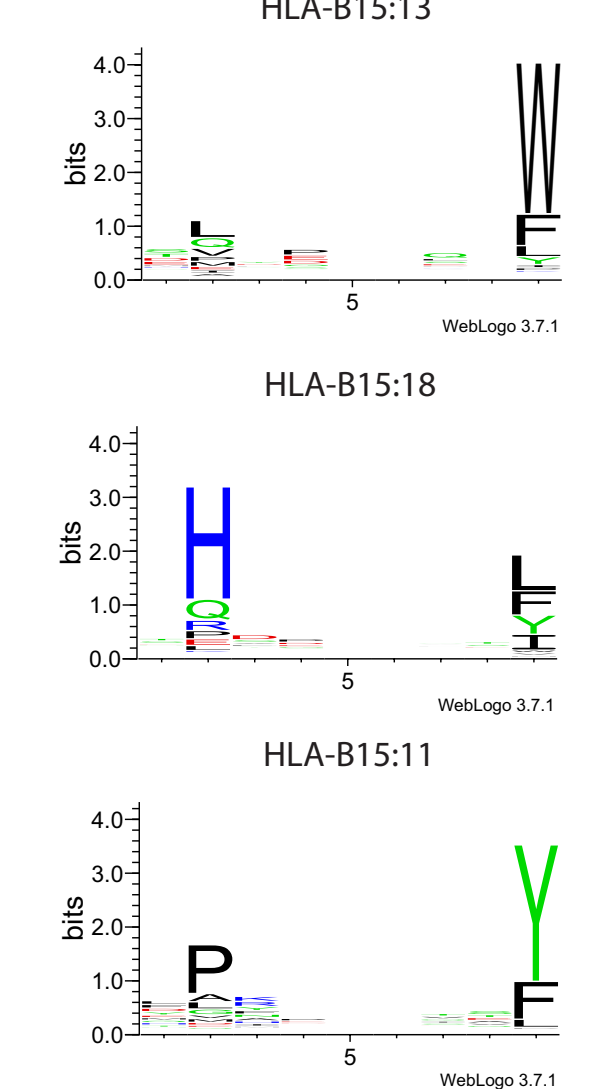 HLA-B15:13
bits
4.0
3.0
2.0
1.0
0.0
W
F
L
Y
L
Q
V
5
WebLogo 3.7.1
HLA-B15:18
bits
4.0
3.0
2.0
1.0
0.0
H
Q
R
P
L
F
Y
I
5
WebLogo 3.7.1
HLA-B15:11
bits
4.0
3.0
2.0
1.0
0.0
P
A
L
Y
F
L
5
WebLogo 3.7.1